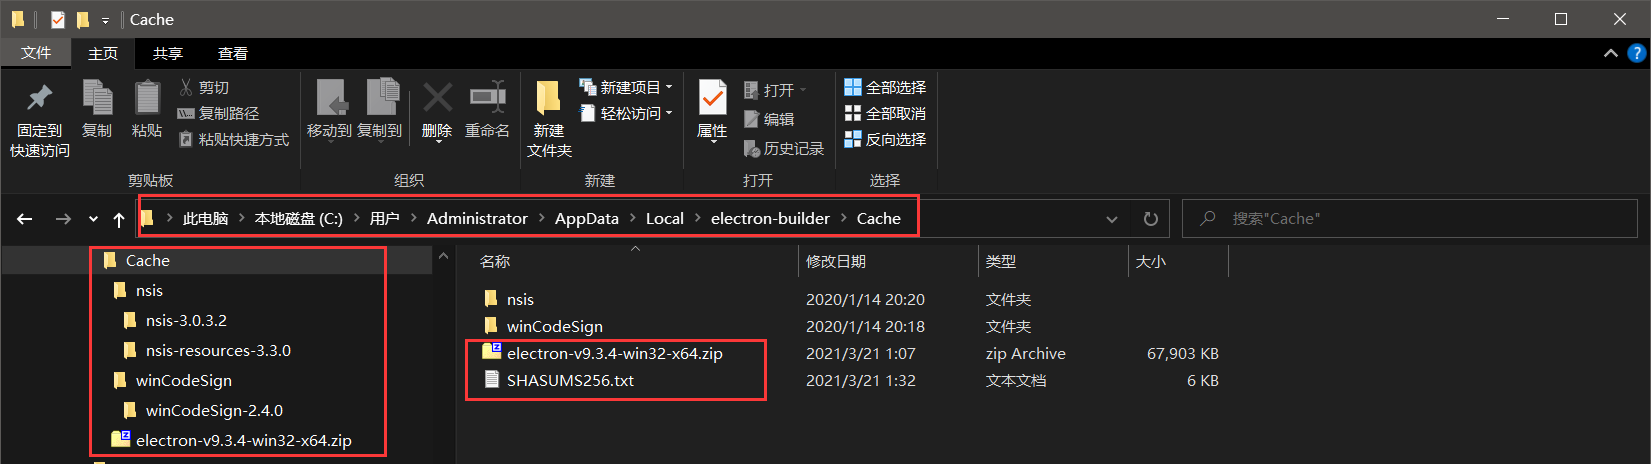 Cache
文件 主页 共享 查看
固定到
快速访问
复制
粘贴
剪切
复制路径
粘贴快捷方式
剪贴板
移动到
复制到
删除
重命名
组织
新建
文件夹
新建项目
轻松访问
新建
属性
打开
编辑
历史记录
打开
全部选择
全部取消
反向选择
选择
此电脑 本地磁盘 (C:) 用户 Administrator AppData Local electron-builder Cache
搜索"Cache"
Cache
nsis
nsis-3.0.3.2
nsis-resources-3.3.0
winCodeSign
winCodeSign-2.4.0
electron-v9.3.4-win32-x64.zip
名称 修改日期 类型 大小
nsis 2020/1/14 20:20 文件夹
winCodeSign 2020/1/14 20:18 文件夹
electron-v9.3.4-win32-x64.zip 2021/3/21 1:07 zip Archive 67,903 KB
SHASUMS256.txt 2021/3/21 1:32 文本文档 6 KB